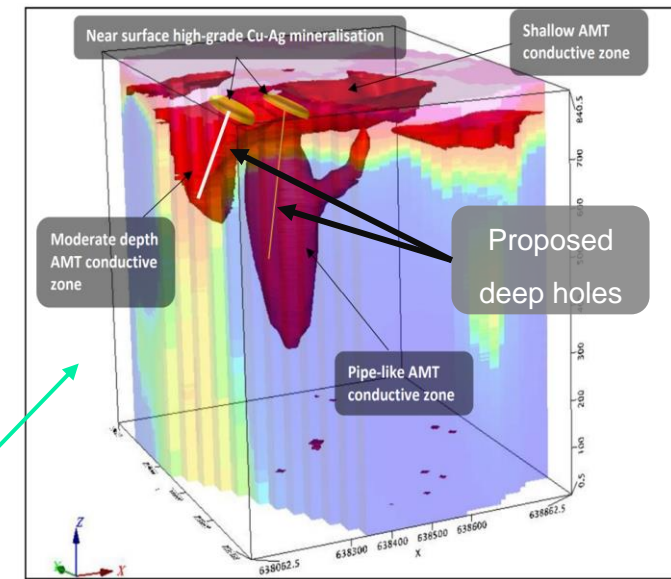 Near surface high-grade Cu-Ag mineralisation
Shallow AMT
conductive zone
840.5
700
600
Moderate depth
AMT conductive
zone
Proposed
deep holes
300
Pipe-like AMT
conductive zone
200
100
0.5
Z
X
638062.5
638300
638400
638500
638600
638862.5
X